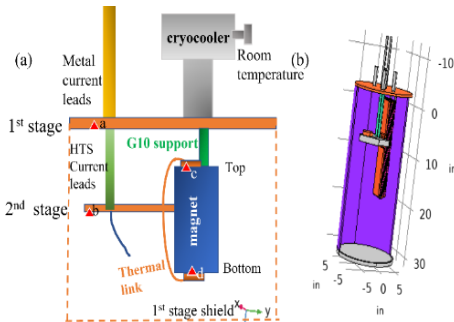 (a)
Metal
current
leads
cryocooler
Room
temperature
1st stage
a
HTS
Current
leads
G10 support
c
Top
2nd stage
b
magnet
Thermal
link
d
Bottom
1st stage shield
x
y
(b)
-10
0
10
in
20
30
5
0
-5
in
-5
0
5
in